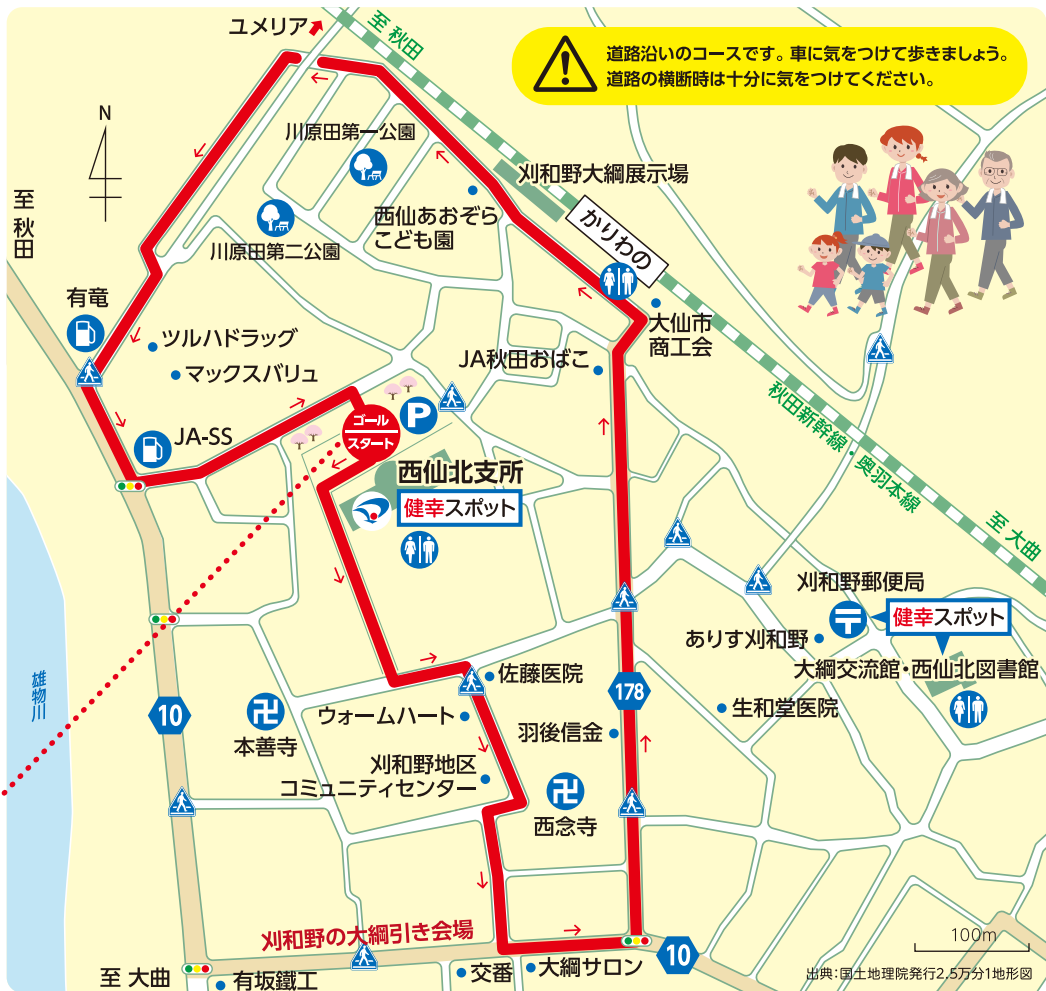 ユメリア
至 秋田
道路沿いのコースです。車に気をつけて歩きましょう。
道路の横断時は十分に気をつけてください。
N
川原田第一公園
刈和野大綱展示場
至 秋田
西仙あおぞら
こども園
川原田第二公園
かりわの
有竜
大仙市
商工会
ツルハドラッグ
マックスバリュ
JA秋田おばこ
秋田新幹線・奥羽本線
P
ゴール
スタート
JA-SS
西仙北支所
健幸スポット
至 大曲
刈和野郵便局
健幸スポット
ありす刈和野
大綱交流館・西仙北図書館
雄物川
佐藤医院
178
10
ウォームハート
生和堂医院
本善寺
羽後信金
刈和野地区
コミュニティセンター
西念寺
刈和野の大綱引き会場
100m
10
至 大曲
有坂鐵工
交番
大綱サロン
出典:国土地理院発行2.5万分1地形図